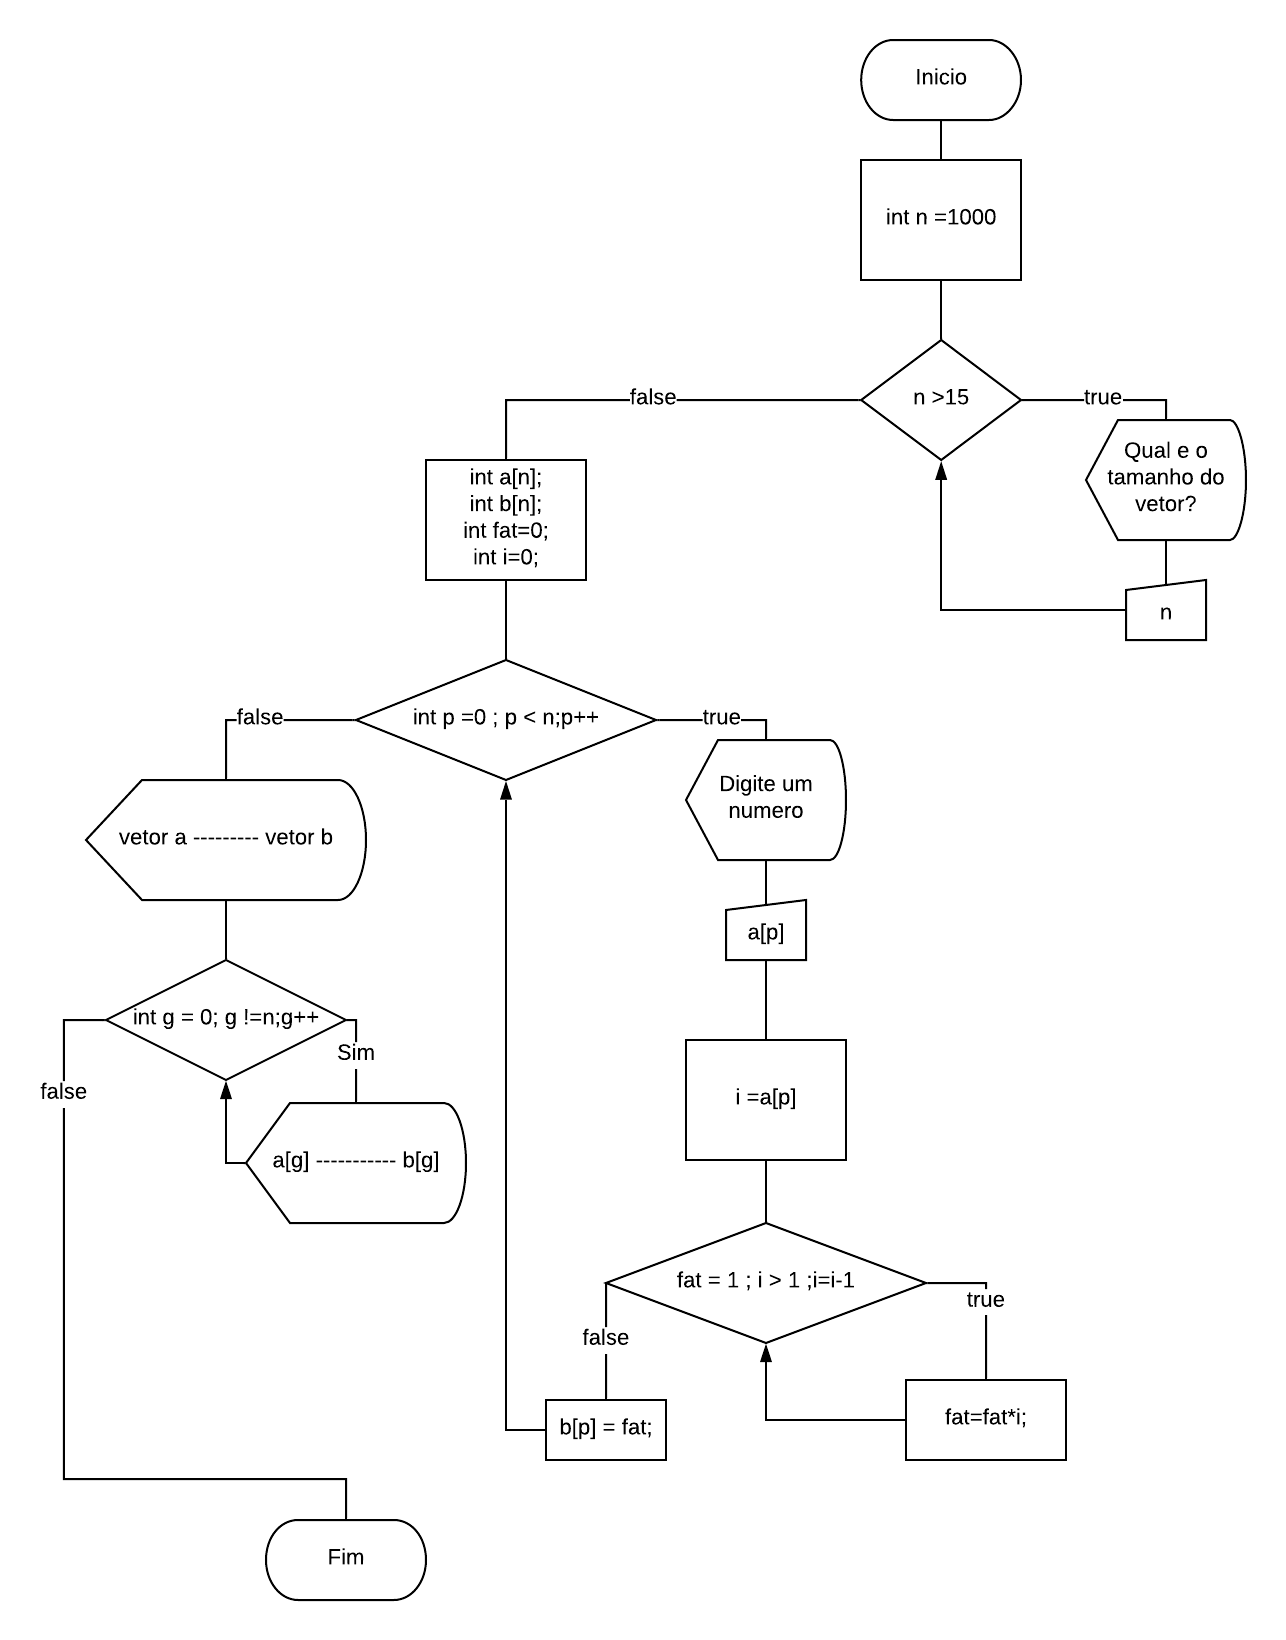 Inicio
int n =1000
n >15
false
true
Qual e o
tamanho do
vetor?
n
int a[n];
int b[n];
int fat=0;
int i=0;
int p =0 ; p < n;p++
false
true
Digite um
numero
a[p]
i =a[p]
fat = 1 ; i > 1 ;i=i-1
true
fat=fat*i;
false
b[p] = fat;
vetor a --------- vetor b
int g = 0; g !=n;g++
Sim
a[g] ----------- b[g]
false
Fim